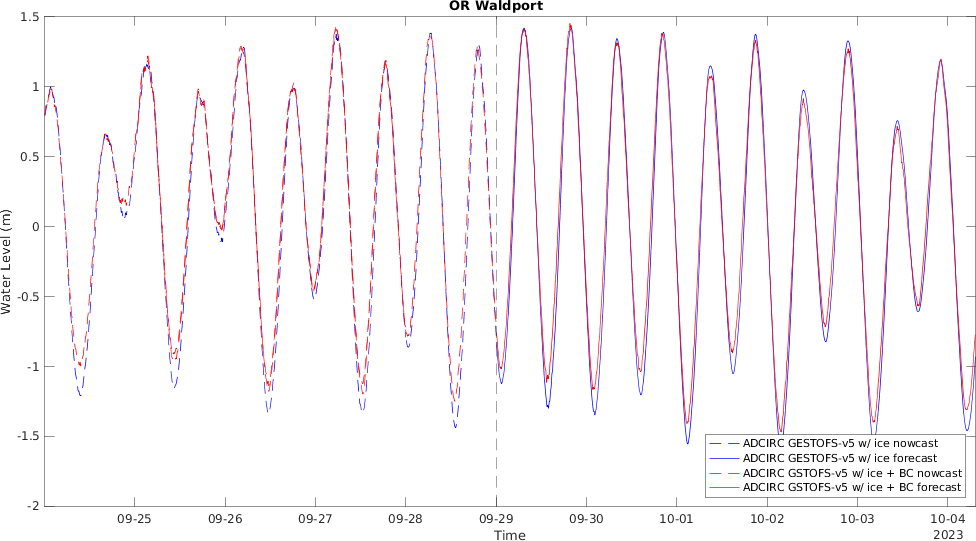 OR Waldport
1.5
1
0.5
0
-0.5
-1
-1.5
-2
Water Level (m)
ADCIRC GESTOFS-v5 w/ ice nowcast
ADCIRC GESTOFS-v5 w/ ice forecast
ADCIRC GSTOFS-v5 w/ ice + BC nowcast
ADCIRC GSTOFS-v5 w/ ice + BC forecast
09-25 09-26 09-27 09-28 09-29 09-30 10-01 10-02 10-03 10-04
Time
2023